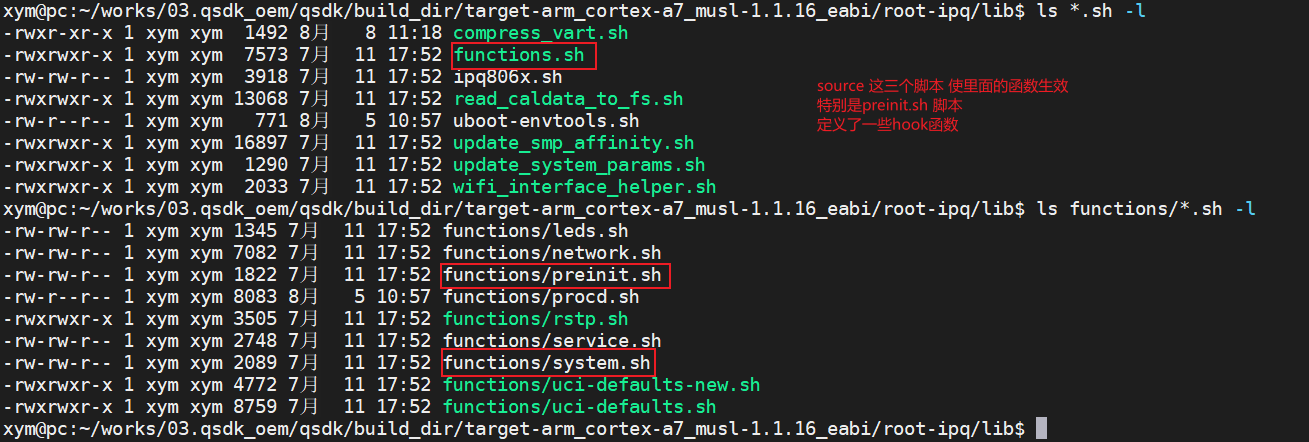 xym@pc:~/works/03.qsdk_oem/qsdk/build_dir/target-arm_cortex-a7_musl-1.1.16_eabi/root-ipq/lib$ ls *.sh -l
-rwxr-xr-x 1 xym xym  1492 8月   8 11:18 compress_vart.sh
-rwxrwxr-x 1 xym xym  7573 7月  11 17:52 functions.sh
-rw-rw-r-- 1 xym xym  3918 7月  11 17:52 ipq806x.sh
source 这三个脚本 使里面的函数生效
-rwxrwxr-x 1 xym xym 13068 7月  11 17:52 read_caldata_to_fs.sh
特别是preinit.sh 脚本
-rw-r--r-- 1 xym xym   771 8月   5 10:57 uboot-envtools.sh
定义了一些hook函数
-rwxrwxr-x 1 xym xym 16897 7月  11 17:52 update_smp_affinity.sh
-rwxrwxr-x 1 xym xym  1290 7月  11 17:52 update_system_params.sh
-rwxrwxr-x 1 xym xym  2033 7月  11 17:52 wifi_interface_helper.sh
xym@pc:~/works/03.qsdk_oem/qsdk/build_dir/target-arm_cortex-a7_musl-1.1.16_eabi/root-ipq/lib$ ls functions/*.sh -l
-rw-rw-r-- 1 xym xym 1345 7月  11 17:52 functions/leds.sh
-rw-rw-r-- 1 xym xym 7082 7月  11 17:52 functions/network.sh
-rw-rw-r-- 1 xym xym 1822 7月  11 17:52 functions/preinit.sh
-rw-r--r-- 1 xym xym 8083 8月   5 10:57 functions/procd.sh
-rwxrwxr-x 1 xym xym 3505 7月  11 17:52 functions/rstp.sh
-rw-rw-r-- 1 xym xym 2748 7月  11 17:52 functions/service.sh
-rw-rw-r-- 1 xym xym 2089 7月  11 17:52 functions/system.sh
-rwxrwxr-x 1 xym xym 4772 7月  11 17:52 functions/uci-defaults-new.sh
-rwxrwxr-x 1 xym xym 8759 7月  11 17:52 functions/uci-defaults.sh
xym@pc:~/works/03.qsdk_oem/qsdk/build_dir/target-arm_cortex-a7_musl-1.1.16_eabi/root-ipq/lib$